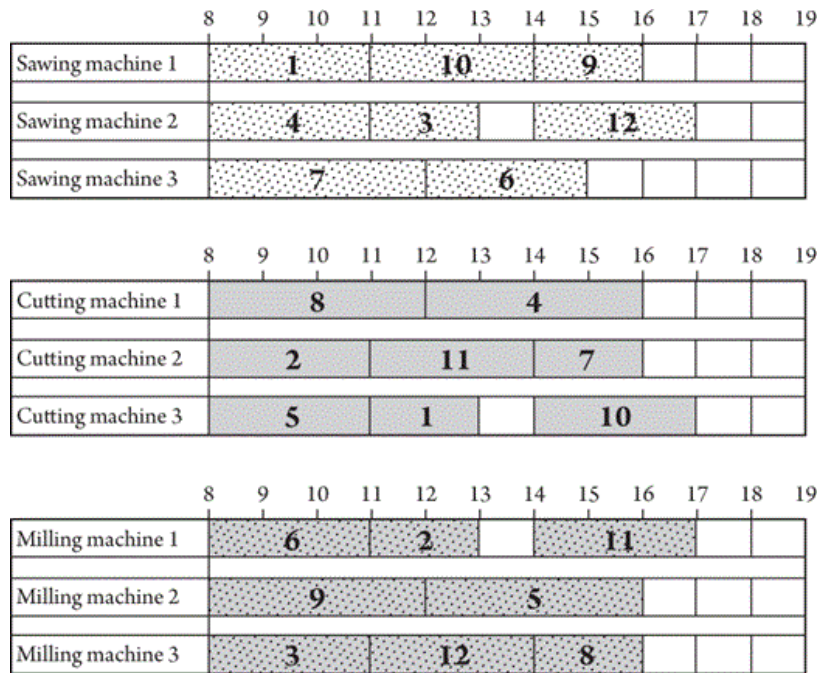 8 9 10 11 12 13 14 15 16 17 18 19
Sawing machine 1 1 10 9
Sawing machine 2 4 3 12
Sawing machine 3 7 6
8 9 10 11 12 13 14 15 16 17 18 19
Cutting machine 1 8 4
Cutting machine 2 2 11 7
Cutting machine 3 5 1 10
8 9 10 11 12 13 14 15 16 17 18 19
Milling machine 1 6 2 11
Milling machine 2 9 5
Milling machine 3 3 12 8